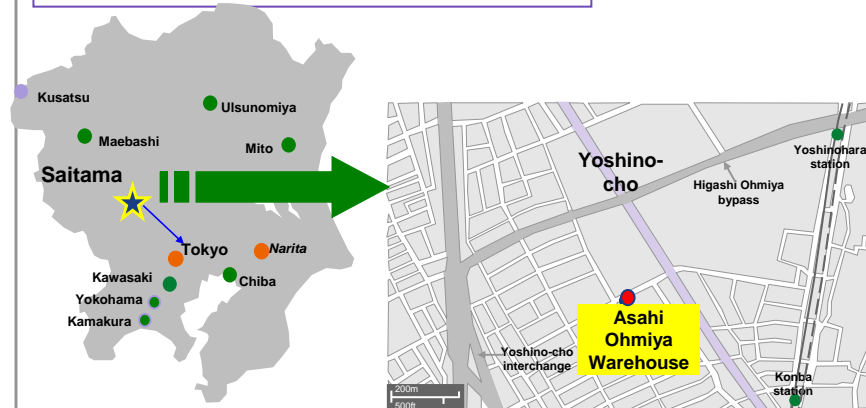 Kusatsu
Ulsunomiya
Maebashi
Mito
Saitama
Tokyo
Narita
Kawasaki
Chiba
Yokohama
Kamakura
Yoshino-
cho
Yoshinohara
station
Higashi Ohmiya
bypass
Asahi
Ohmiya
Warehouse
Yoshino-cho
interchange
Konba
station
200m
500ft